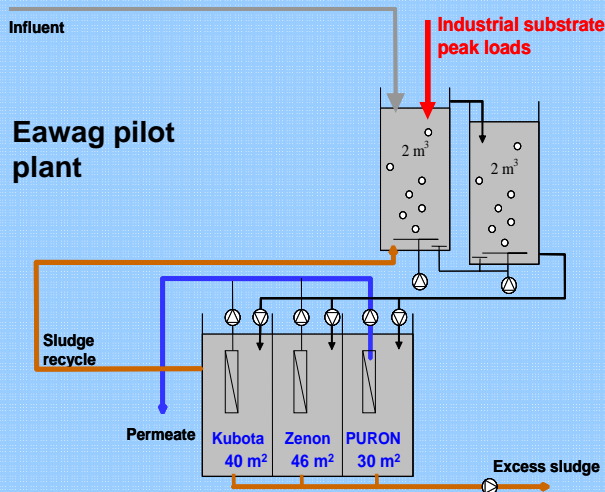 Influent
Industrial substrate
peak loads
Eawag pilot
plant
2 m³
2 m³
Sludge
recycle
Permeate
Kubota
40 m²
Zenon
46 m²
PURON
30 m²
Excess sludge